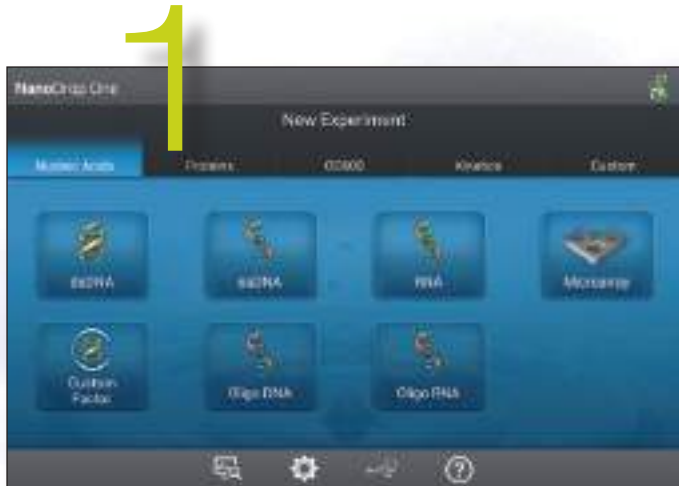 1
NanoDrop One
New Experiment
Nucleic Acids Proteins OD600 Kinetics Custom
dsDNA ssDNA RNA Microarray
Custom
Factor
Oligo DNA Oligo RNA